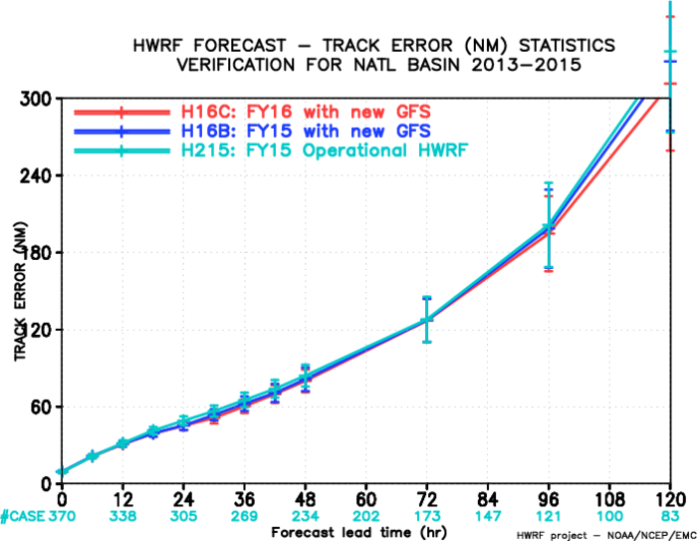 HWRF FORECAST – TRACK ERROR (NM) STATISTICS
VERIFICATION FOR NATL BASIN 2013–2015
H16C: FY16 with new GFS
H16B: FY15 with new GFS
H215: FY15 Operational HWRF
TRACK ERROR (NM)
300
240
180
120
60
0
0 12 24 36 48 60 72 84 96 108 120
#CASE 370 338 305 269 234 202 173 147 121 100 83
Forecast lead time (hr)
HWRF project – NOAA/NCEP/EMC